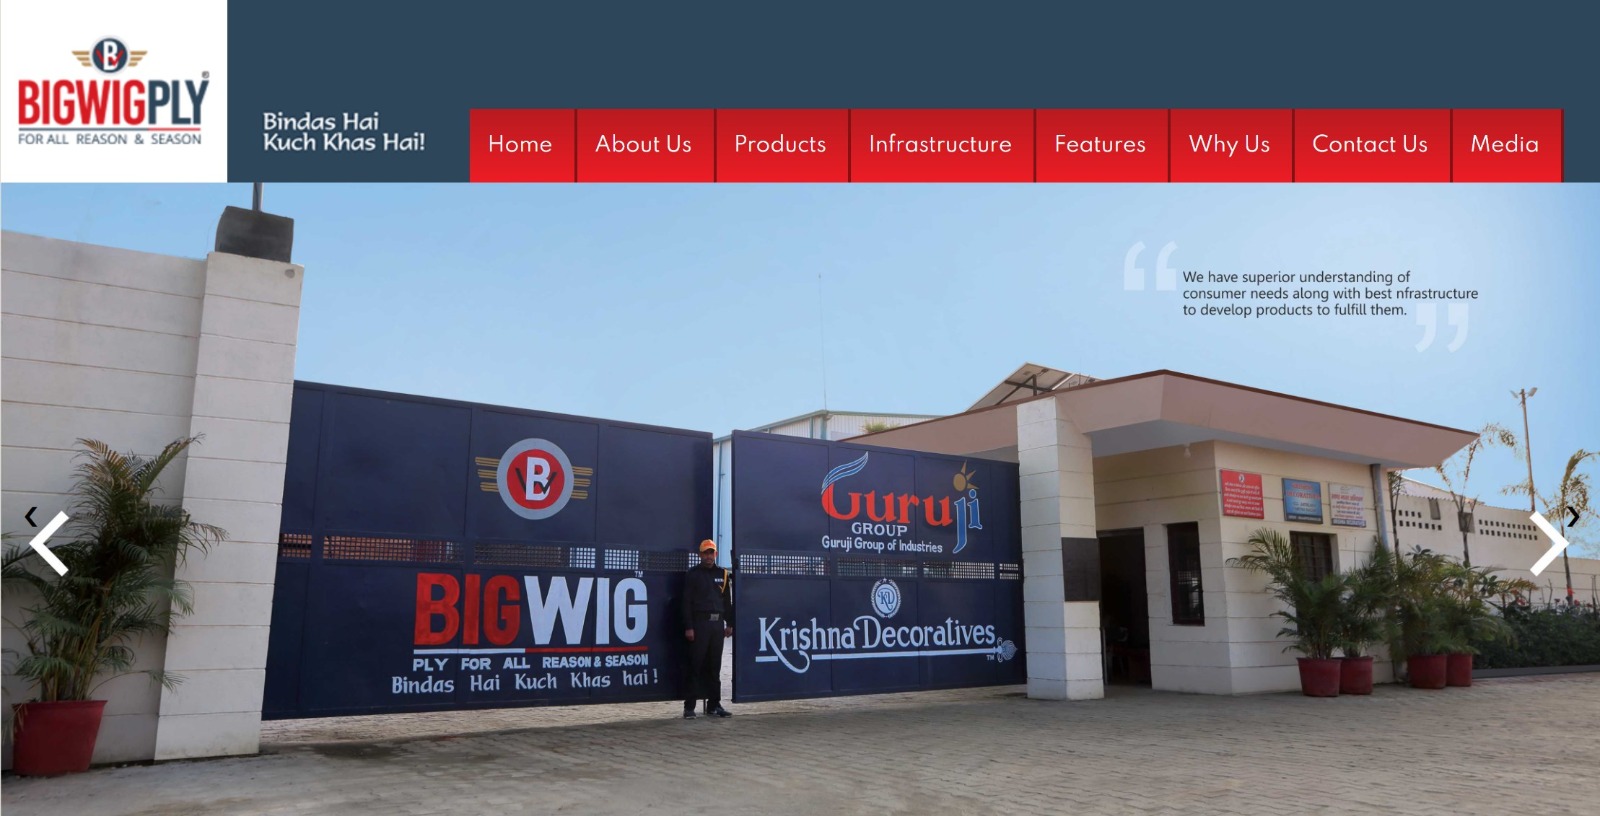 BIGWIGPLY®
FOR ALL REASON & SEASON
Bindas Hai
Kuch Khas Hai!
Home
About Us
Products
Infrastructure
Features
Why Us
Contact Us
Media
We have superior understanding of
consumer needs along with best nfrastructure
to develop products to fulfill them.
BIGWIG™
PLY FOR ALL REASON & SEASON
Bindas Hai Kuch Khas hai!
Guruji
GROUP
Guruji Group of Industries
KD
Krishna Decoratives
TM